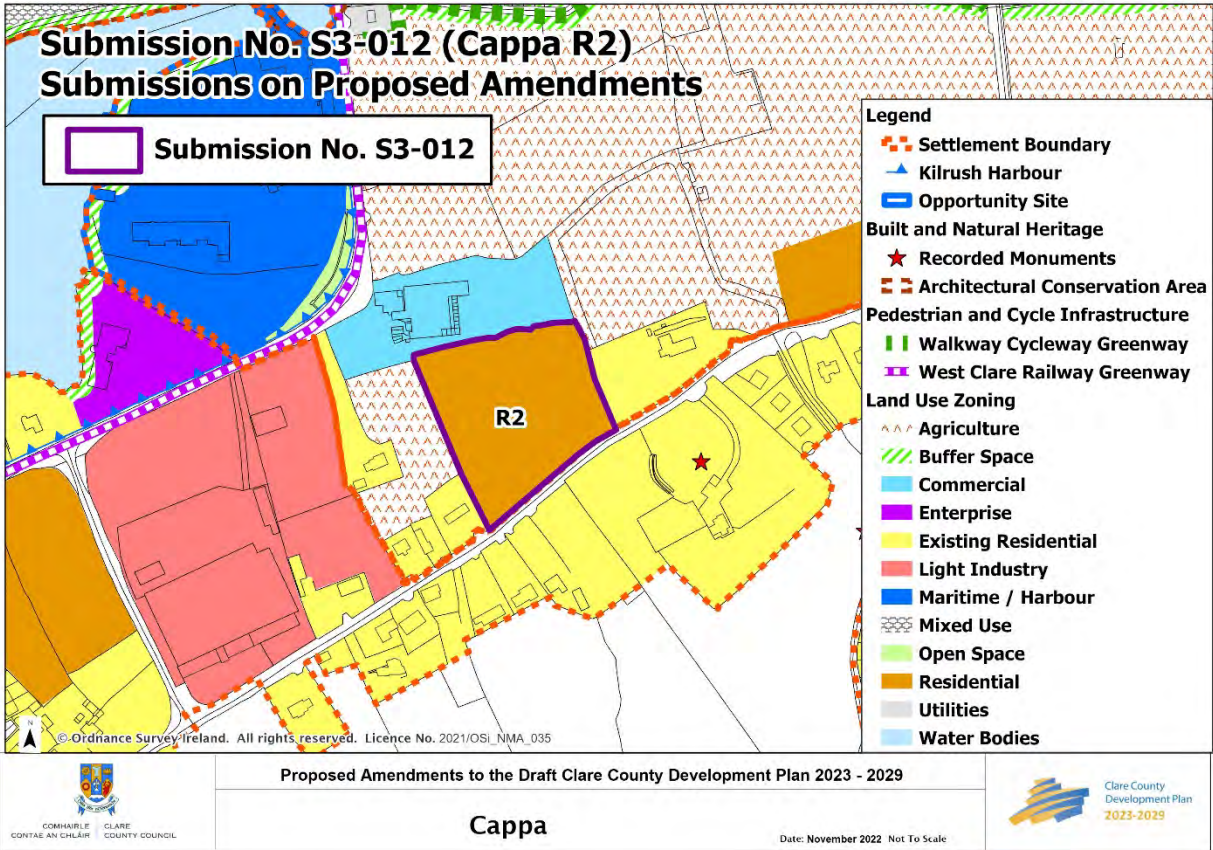 Submission No. S3-012 (Cappa R2)
Submissions on Proposed Amendments
Submission No. S3-012
R2
Legend
Settlement Boundary
Kilrush Harbour
Opportunity Site
Built and Natural Heritage
Recorded Monuments
Architectural Conservation Area
Pedestrian and Cycle Infrastructure
Walkway Cycleway Greenway
West Clare Railway Greenway
Land Use Zoning
Agriculture
Buffer Space
Commercial
Enterprise
Existing Residential
Light Industry
Maritime / Harbour
Mixed Use
Open Space
Residential
Utilities
Water Bodies
N
© Ordnance Survey Ireland. All rights reserved. Licence No. 2021/OSi_NMA_035
COMHAIRLE CLARE
CONTAE AN CHLÁIR COUNTY COUNCIL
Proposed Amendments to the Draft Clare County Development Plan 2023 - 2029
Cappa
Date: November 2022 Not To Scale
Clare County
Development Plan
2023-2029